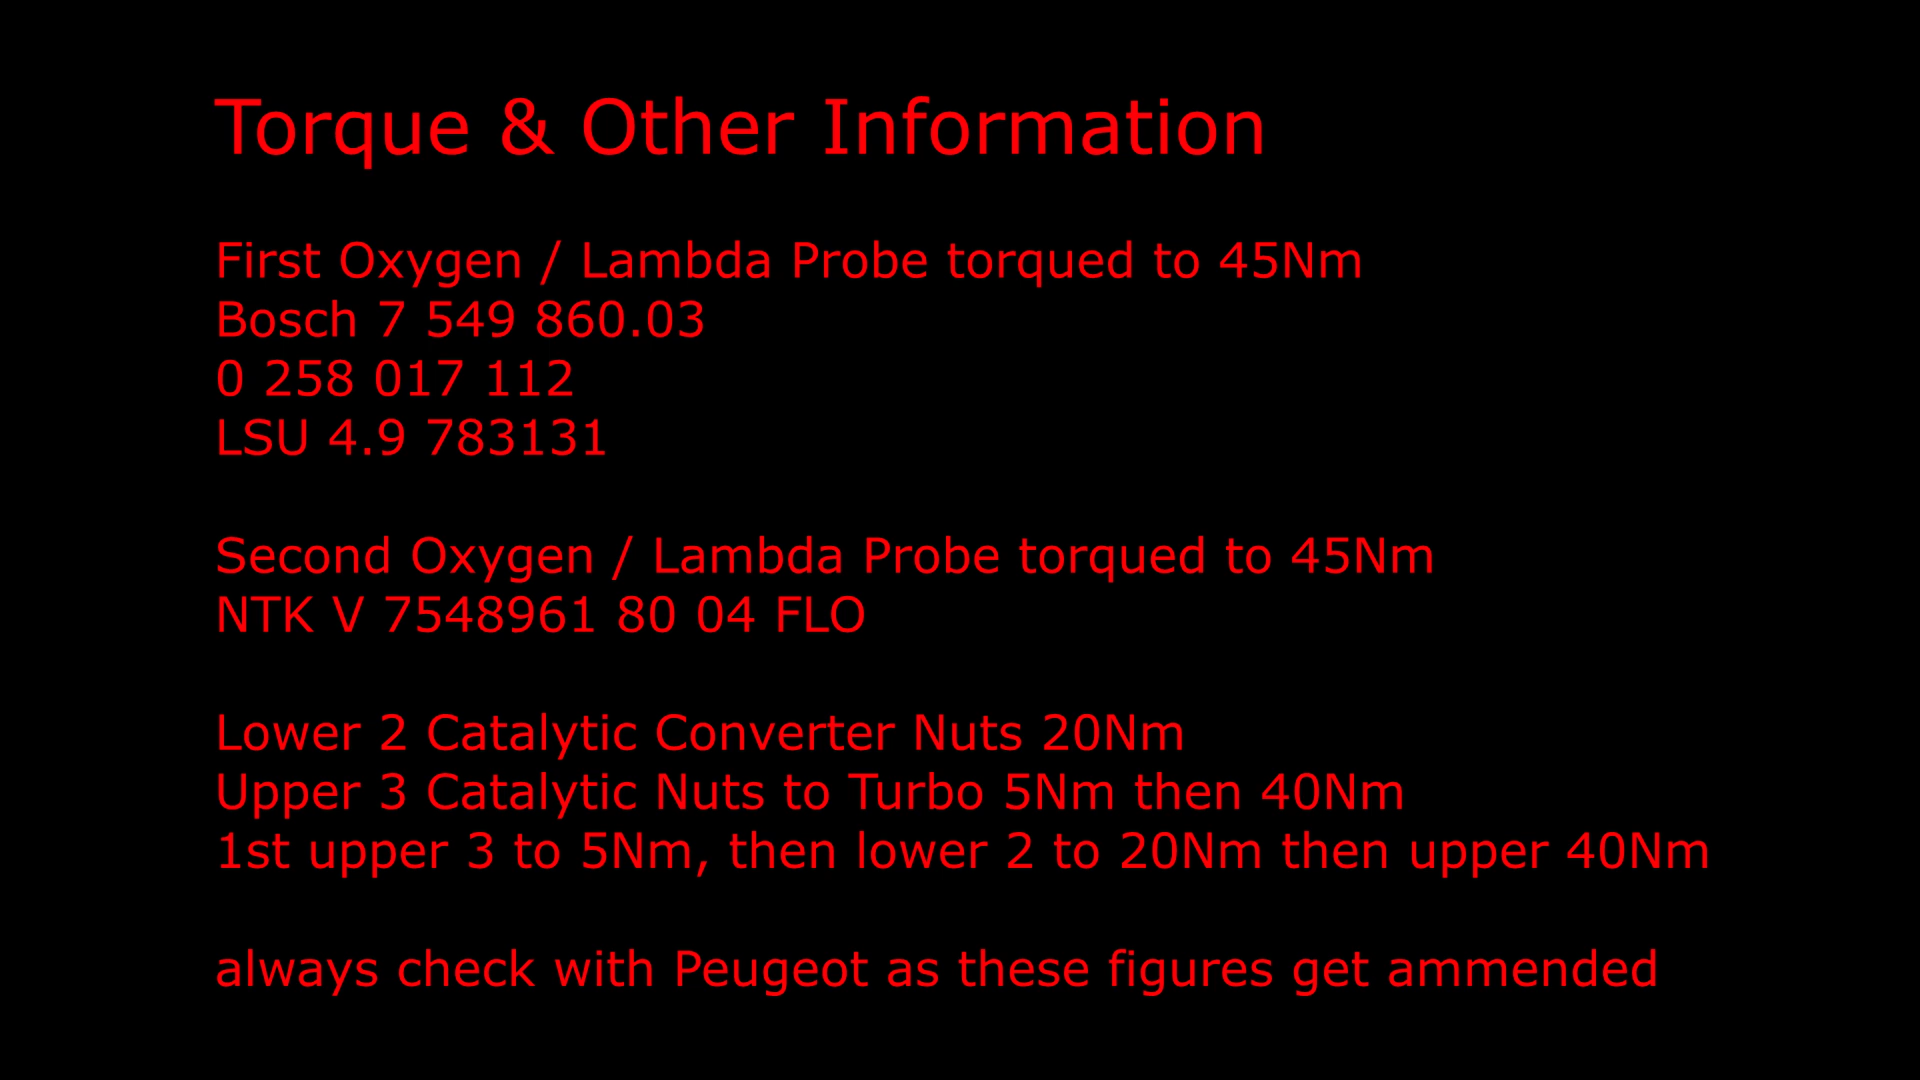 Torque & Other Information
First Oxygen / Lambda Probe torqued to 45Nm
Bosch 7 549 860.03
0 258 017 112
LSU 4.9 783131
Second Oxygen / Lambda Probe torqued to 45Nm
NTK V 7548961 80 04 FLO
Lower 2 Catalytic Converter Nuts 20Nm
Upper 3 Catalytic Nuts to Turbo 5Nm then 40Nm
1st upper 3 to 5Nm, then lower 2 to 20Nm then upper 40Nm
always check with Peugeot as these figures get ammended